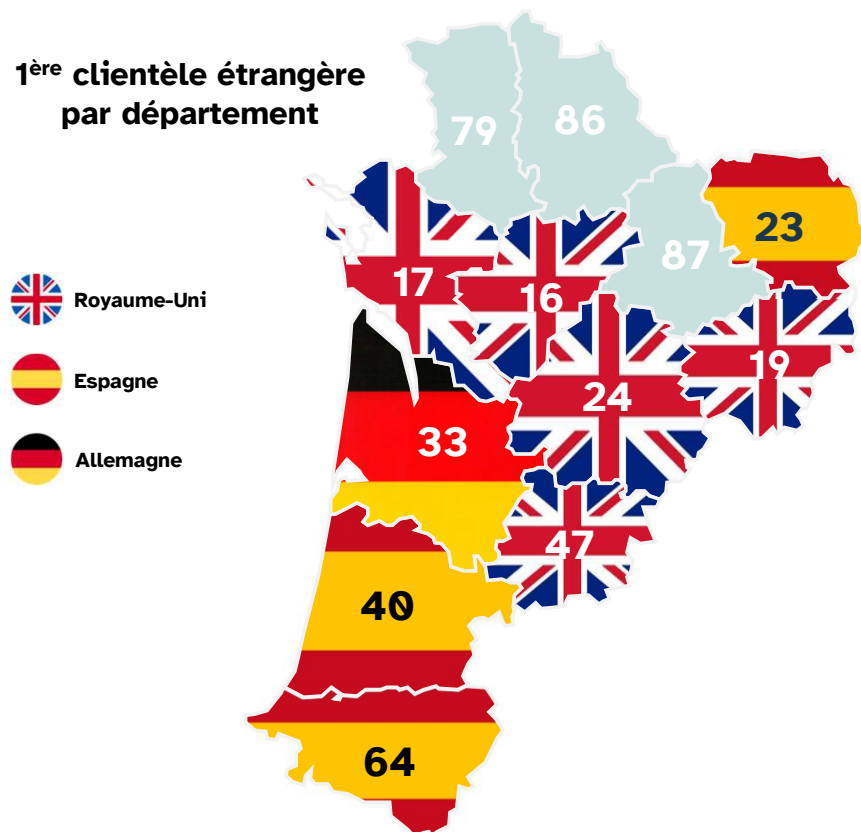 1ère clientèle étrangère
par département
79
86
23
87
17
16
Royaume-Uni
19
Espagne
24
33
Allemagne
47
40
64